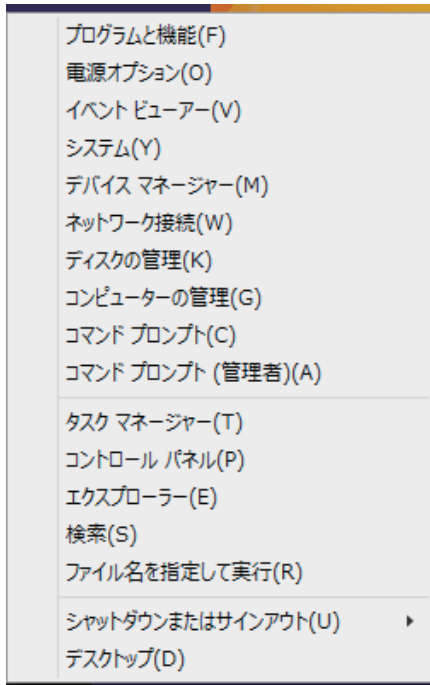 プログラムと機能(F)
電源オプション(O)
イベント ビューアー(V)
システム(Y)
デバイス マネージャー(M)
ネットワーク接続(W)
ディスクの管理(K)
コンピューターの管理(G)
コマンド プロンプト(C)
コマンド プロンプト (管理者)(A)
タスク マネージャー(T)
コントロール パネル(P)
エクスプローラー(E)
検索(S)
ファイル名を指定して実行(R)
シャットダウンまたはサインアウト(U)
デスクトップ(D)